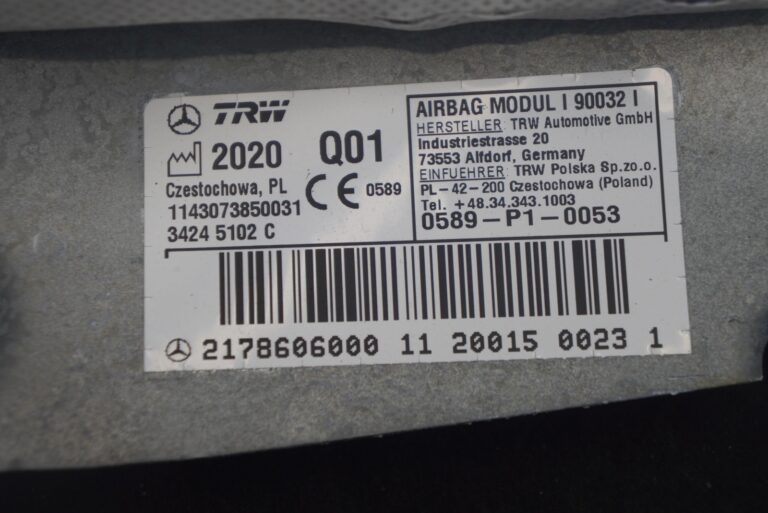 TRW
2020 Q01
Czestochowa, PL
1143073850031
3424 5102 C
CE 0589
AIRBAG MODUL I 90032 I
HERSTELLER: TRW Automotive GmbH
Industriestrasse 20
73553 Alfdorf, Germany
EINFUEHRER: TRW Polska Sp.zo.o.
PL-42-200 Czestochowa (Poland)
Tel. +48.34.343.1003
0589-P1-0053
2178606000 11 20015 0023 1